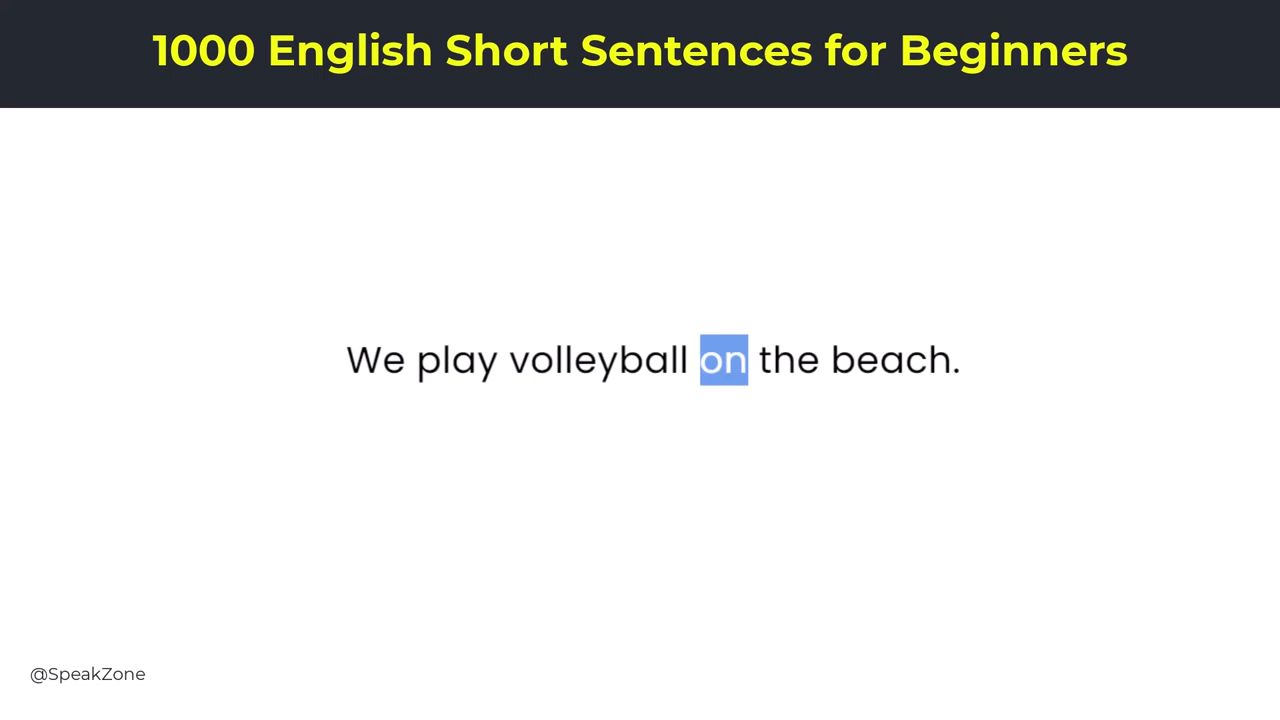 1000 English Short Sentences for Beginners
We play volleyball on the beach.
@SpeakZone